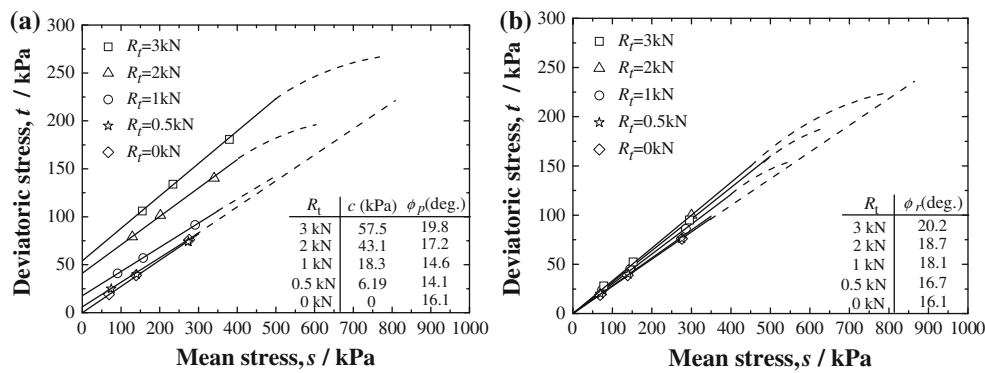 (a)
300
250
200
150
100
50
0
Deviatoric stress, t / kPa
R_t=3kN
R_t=2kN
R_t=1kN
R_t=0.5kN
R_t=0kN
R_t c (kPa) ϕ_p(deg.)
3 kN 57.5 19.8
2 kN 43.1 17.2
1 kN 18.3 14.6
0.5 kN 6.19 14.1
0 kN 0 16.1
0 100 200 300 400 500 600 700 800 900 1000
Mean stress, s / kPa
(b)
300
250
200
150
100
50
0
Deviatoric stress, t / kPa
R_t=3kN
R_t=2kN
R_t=1kN
R_t=0.5kN
R_t=0kN
R_t ϕ_r(deg.)
3 kN 20.2
2 kN 18.7
1 kN 18.1
0.5 kN 16.7
0 kN 16.1
0 100 200 300 400 500 600 700 800 900 1000
Mean stress, s / kPa